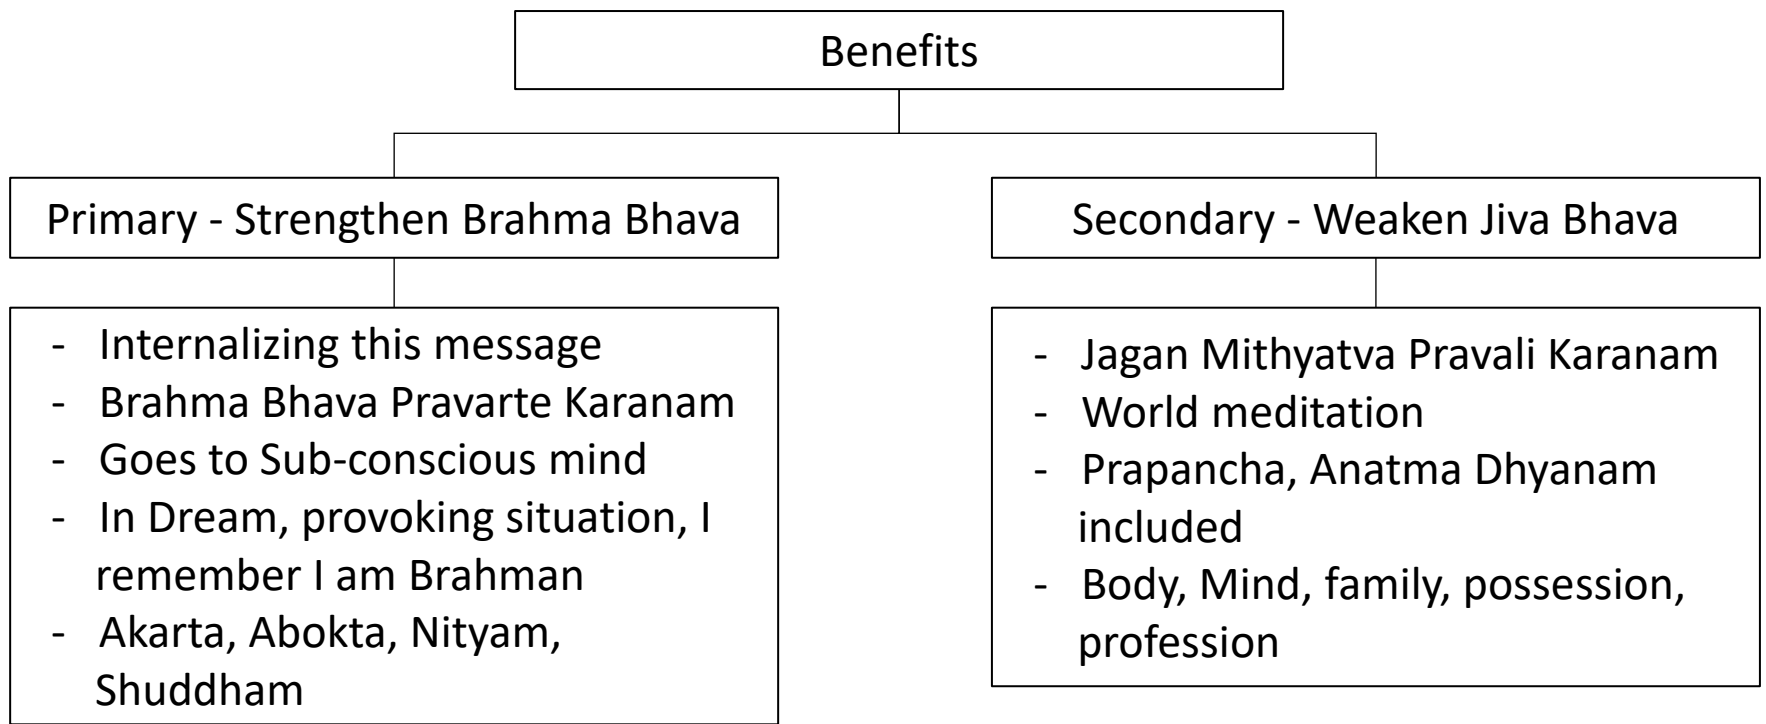 Benefits
Primary - Strengthen Brahma Bhava
- Internalizing this message
- Brahma Bhava Pravarte Karanam
- Goes to Sub-conscious mind
- In Dream, provoking situation, I
remember I am Brahman
- Akarta, Abokta, Nityam,
Shuddham
Secondary - Weaken Jiva Bhava
- Jagan Mithyatva Pravali Karanam
- World meditation
- Prapancha, Anatma Dhyanam
included
- Body, Mind, family, possession,
profession